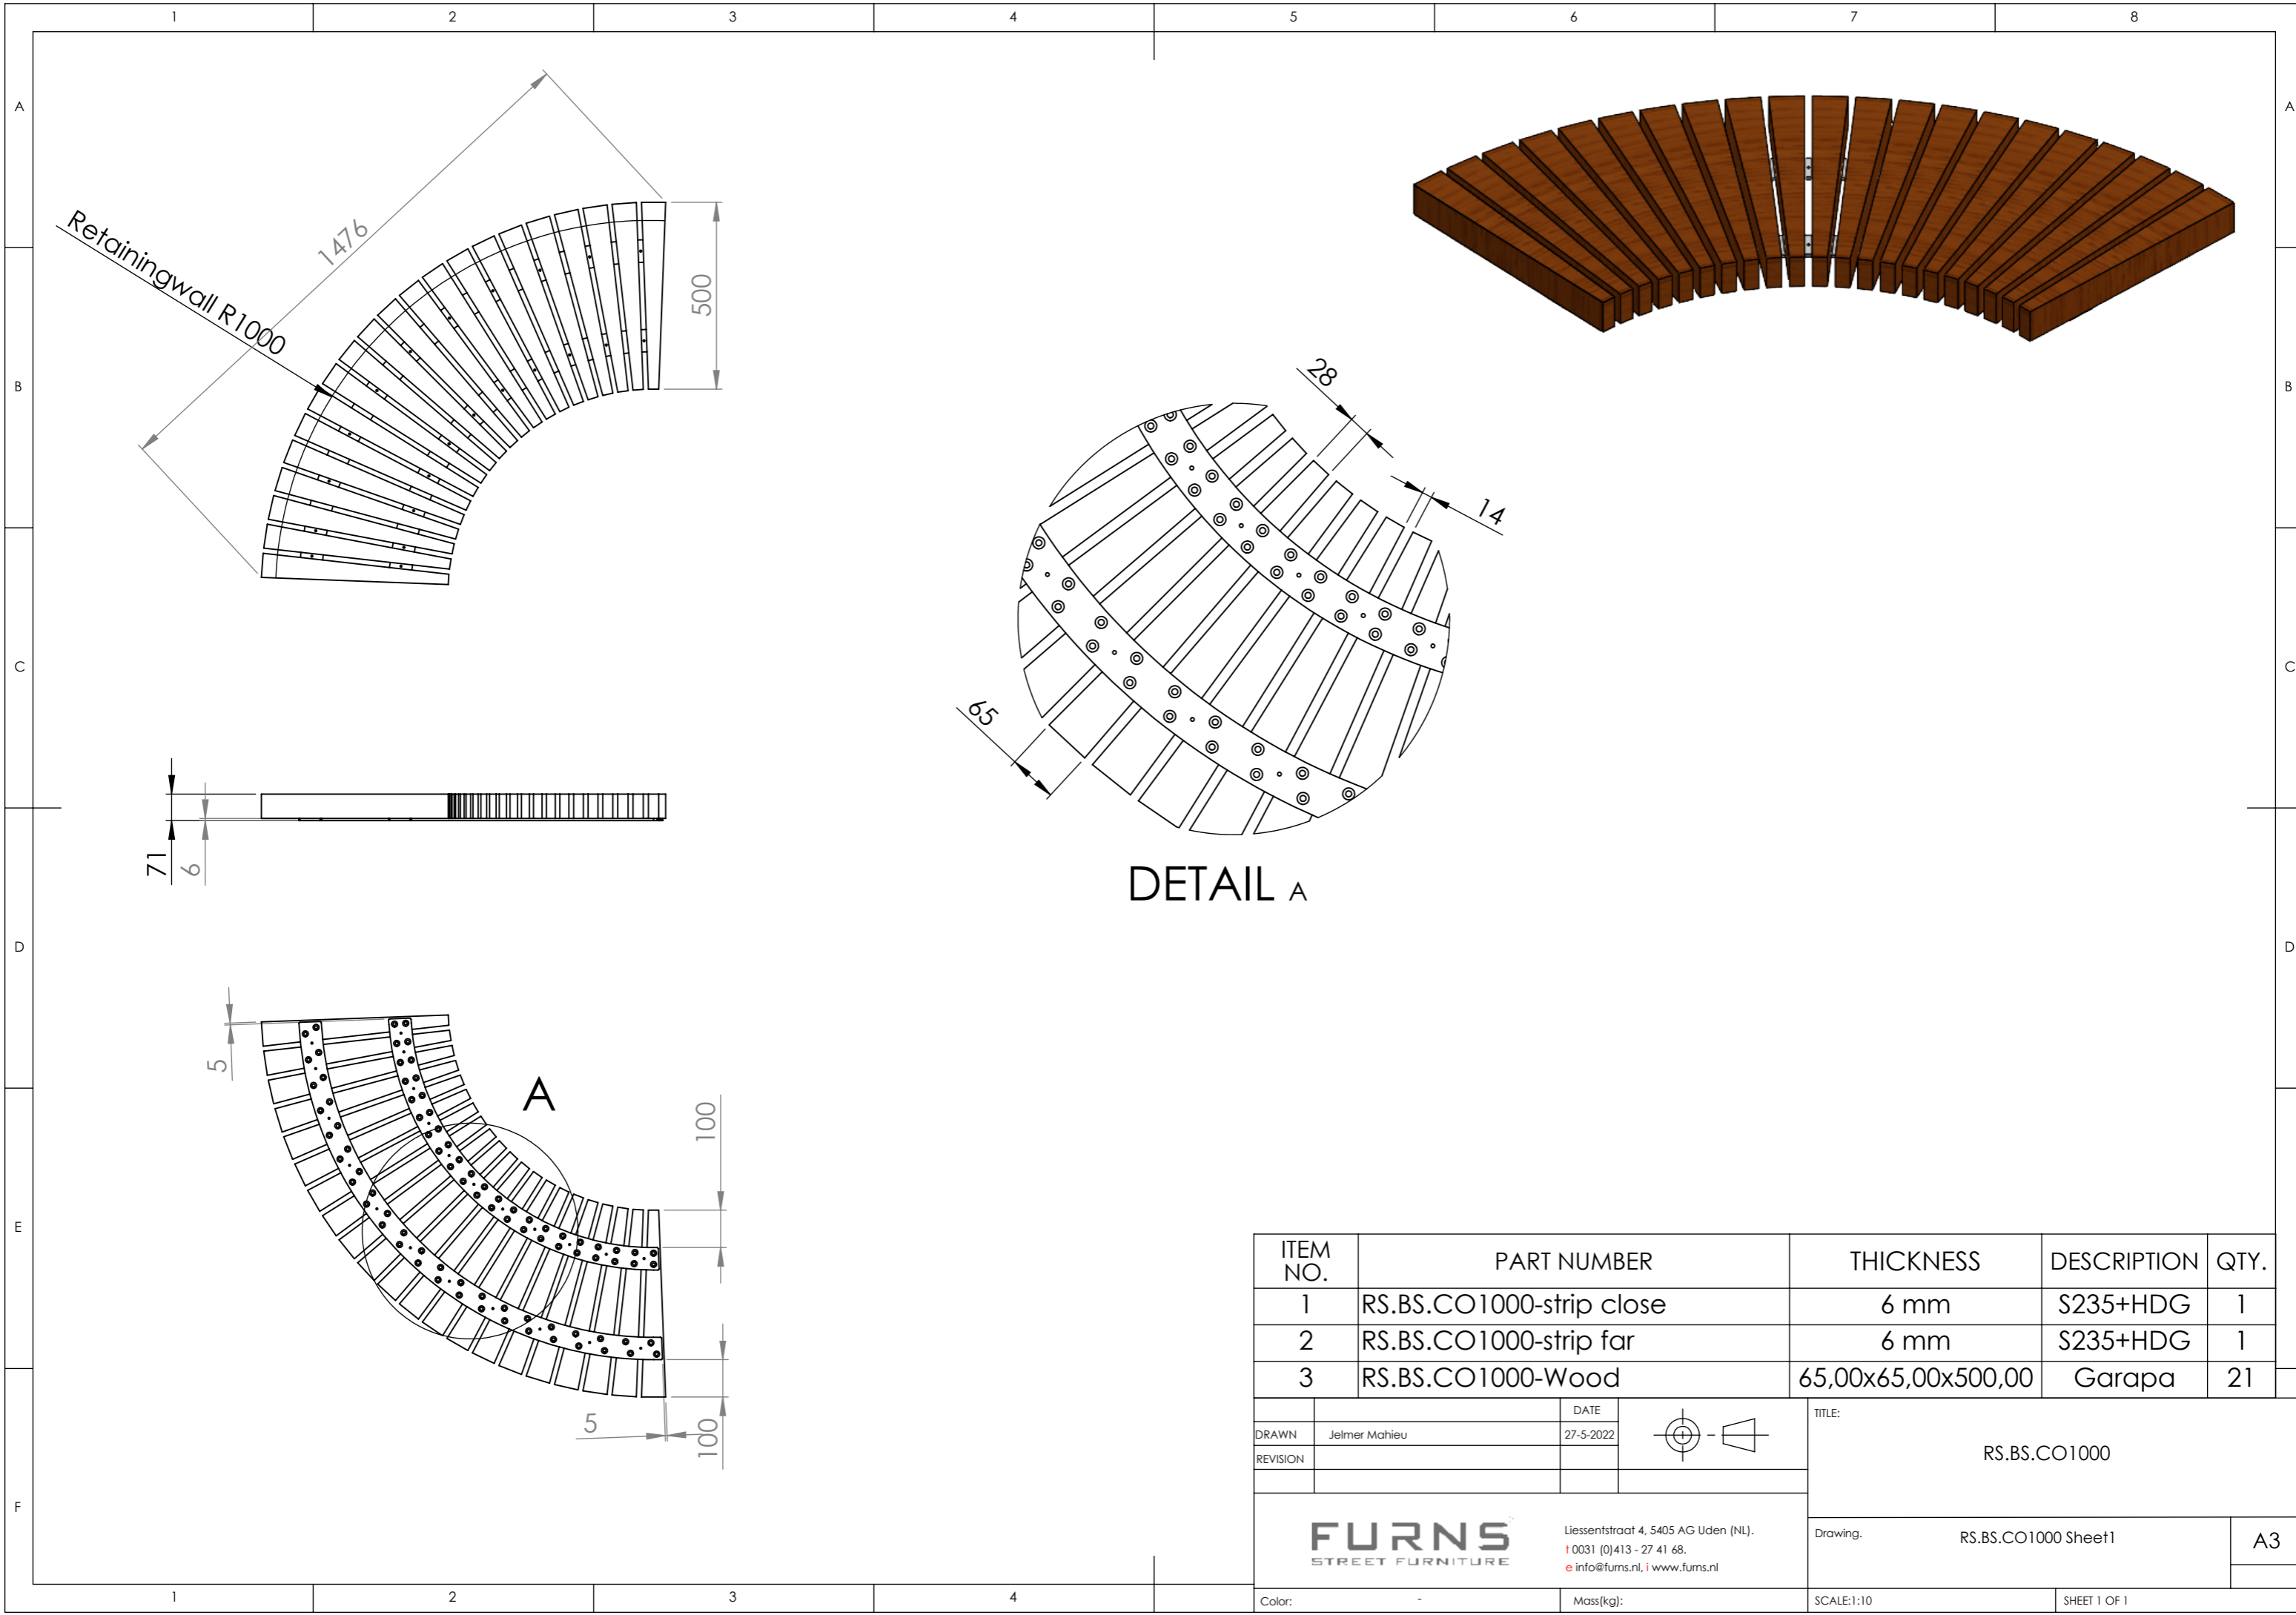 1 2 3 4 5 6 7 8
A A
B B
C C
D D
E
F
Retainingwall R1000
1476
500
28
14
65
DETAIL A
71
6
5
A
100
5
100
ITEM NO. PART NUMBER THICKNESS DESCRIPTION QTY.
1 RS.BS.CO1000-strip close 6 mm S235+HDG 1
2 RS.BS.CO1000-strip far 6 mm S235+HDG 1
3 RS.BS.CO1000-Wood 65,00x65,00x500,00 Garapa 21
DATE
DRAWN Jelmer Mahieu 27-5-2022
REVISION
TITLE:
RS.BS.CO1000
FURNS
STREET FURNITURE
Liessentstraat 4, 5405 AG Uden (NL).
t 0031 (0)413 - 27 41 68.
e info@furns.nl, i www.furns.nl
Drawing. RS.BS.CO1000 Sheet1 A3
Color: - Mass(kg): SCALE:1:10 SHEET 1 OF 1
1 2 3 4